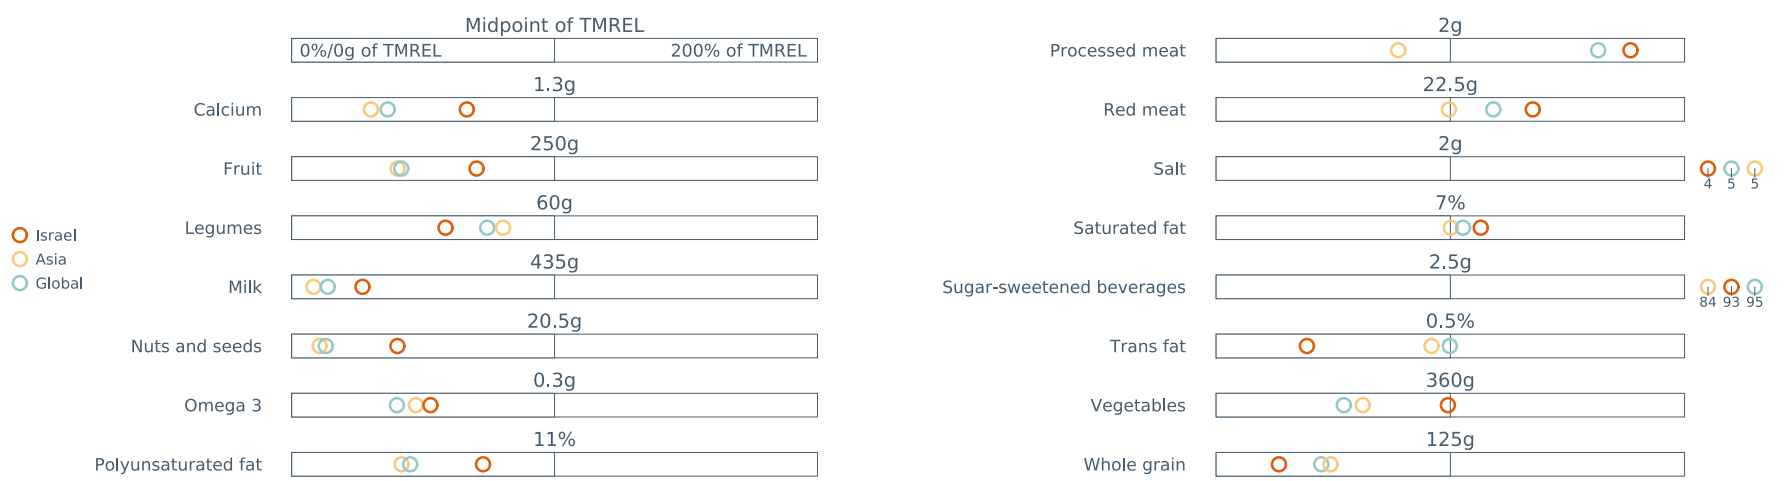 Midpoint of TMREL
0%/0g of TMREL 200% of TMREL
1.3g
Calcium
250g
Fruit
60g
Legumes
435g
Milk
20.5g
Nuts and seeds
0.3g
Omega 3
11%
Polyunsaturated fat
Israel
Asia
Global
2g
Processed meat
22.5g
Red meat
2g
Salt
4 5 5
7%
Saturated fat
2.5g
Sugar-sweetened beverages
84 93 95
0.5%
Trans fat
360g
Vegetables
125g
Whole grain